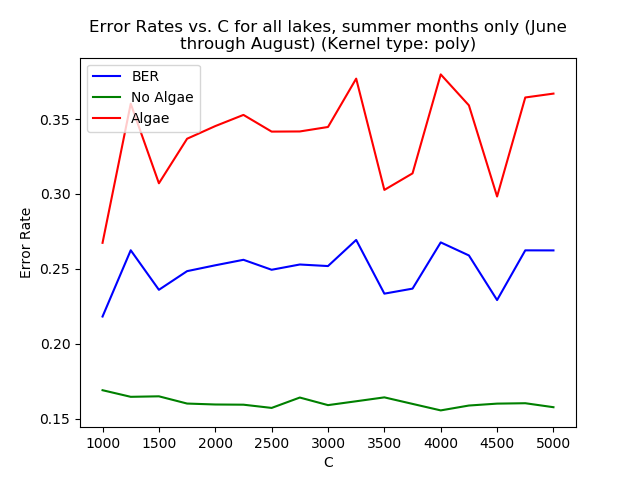 Error Rates vs. C for all lakes, summer months only (June
through August) (Kernel type: poly)
BER
No Algae
Algae
0.35
0.30
0.25
0.20
0.15
Error Rate
1000 1500 2000 2500 3000 3500 4000 4500 5000
C